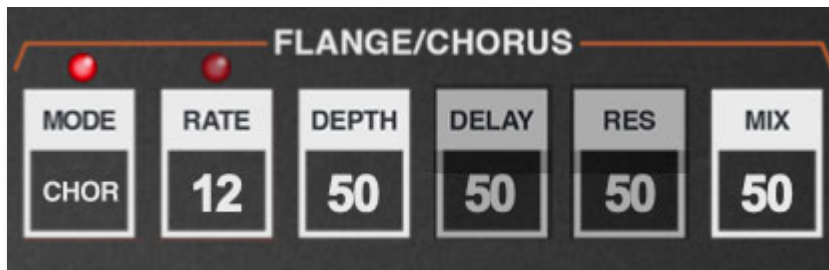 FLANGE/CHORUS
MODE RATE DEPTH DELAY RES MIX
CHOR 12 50 50 50 50